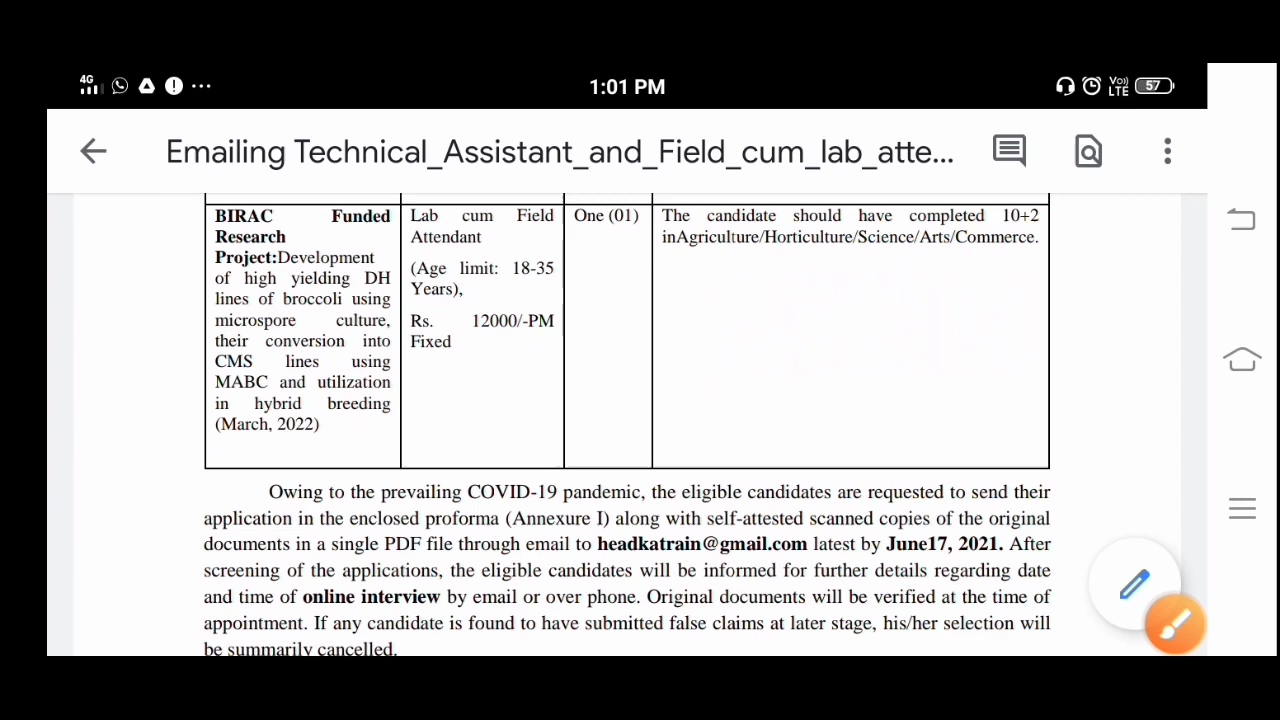 4G
1:01 PM
Vo)) LTE
57
Emailing Technical_Assistant_and_Field_cum_lab_atte...
BIRAC Funded
Research
Project:Development
of high yielding DH
lines of broccoli using
microspore culture,
their conversion into
CMS lines using
MABC and utilization
in hybrid breeding
(March, 2022)
Lab cum Field
Attendant
(Age limit: 18-35
Years),
Rs. 12000/-PM
Fixed
One (01)
The candidate should have completed 10+2
inAgriculture/Horticulture/Science/Arts/Commerce.
Owing to the prevailing COVID-19 pandemic, the eligible candidates are requested to send their
application in the enclosed proforma (Annexure I) along with self-attested scanned copies of the original
documents in a single PDF file through email to headkatrain@gmail.com latest by June17, 2021. After
screening of the applications, the eligible candidates will be informed for further details regarding date
and time of online interview by email or over phone. Original documents will be verified at the time of
appointment. If any candidate is found to have submitted false claims at later stage, his/her selection will
be summarily cancelled.